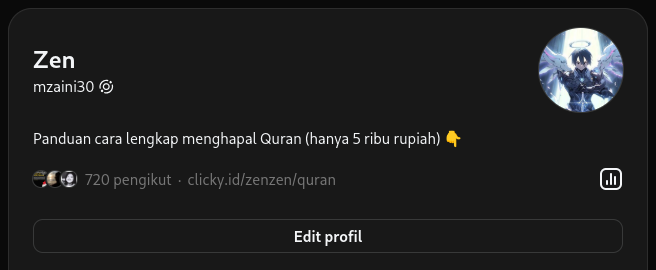 Zen
mzaini30
Panduan cara lengkap menghapal Quran (hanya 5 ribu rupiah) 👇
720 pengikut · clicky.id/zenzen/quran
Edit profil